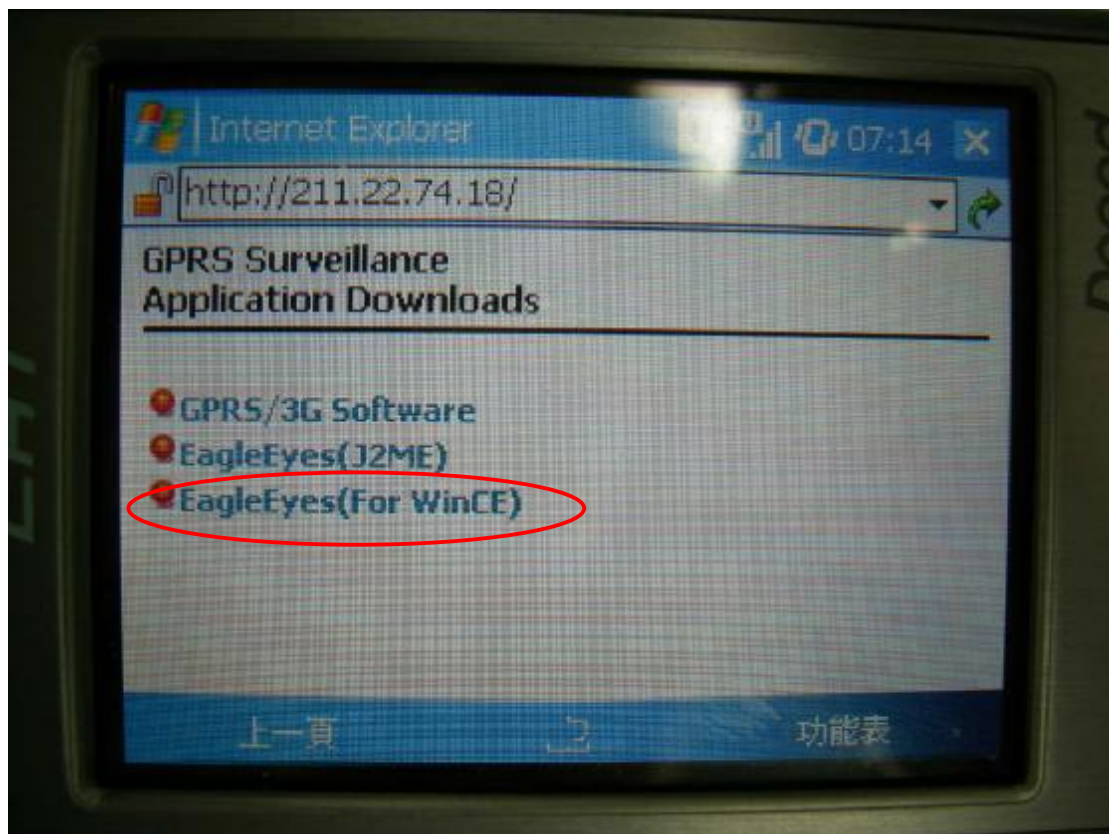 Internet Explorer 07:14
http://211.22.74.18/
GPRS Surveillance
Application Downloads
GPRS/3G Software
EagleEyes(J2ME)
EagleEyes(For WinCE)
上一頁 功能表